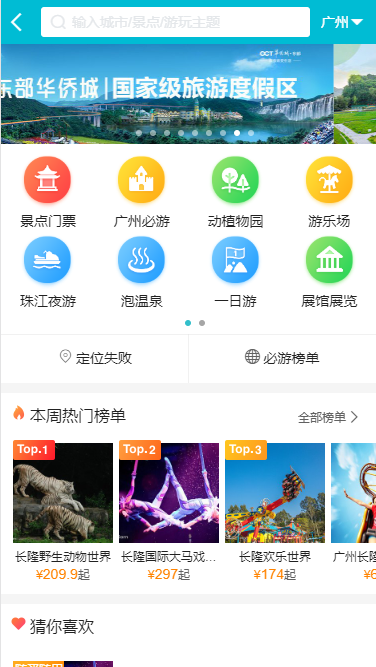 输入城市/景点/游玩主题
广州
OCT 华侨城·东部
东部华侨城 国家级旅游度假区
景点门票 广州必游 动植物园 游乐场
珠江夜游 泡温泉 一日游 展馆展览
定位失败 必游榜单
本周热门榜单 全部榜单
Top.1 Top.2 Top.3
长隆野生动物世界 长隆国际大马戏... 长隆欢乐世界 广州长隆
¥209.9起 ¥297起 ¥174起 ¥
猜你喜欢